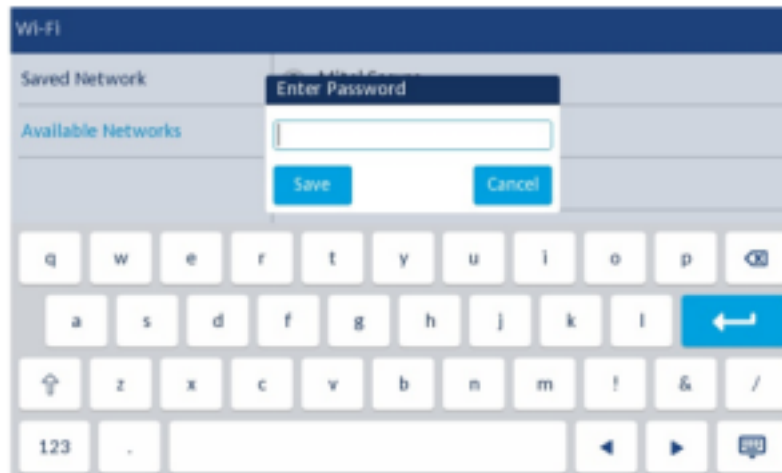 Wi-Fi
Saved Network
Enter Password
Available Networks
Save Cancel
q w e r t y u i o p
a s d f g h j k l
z x c v b n m ! & /
123 .